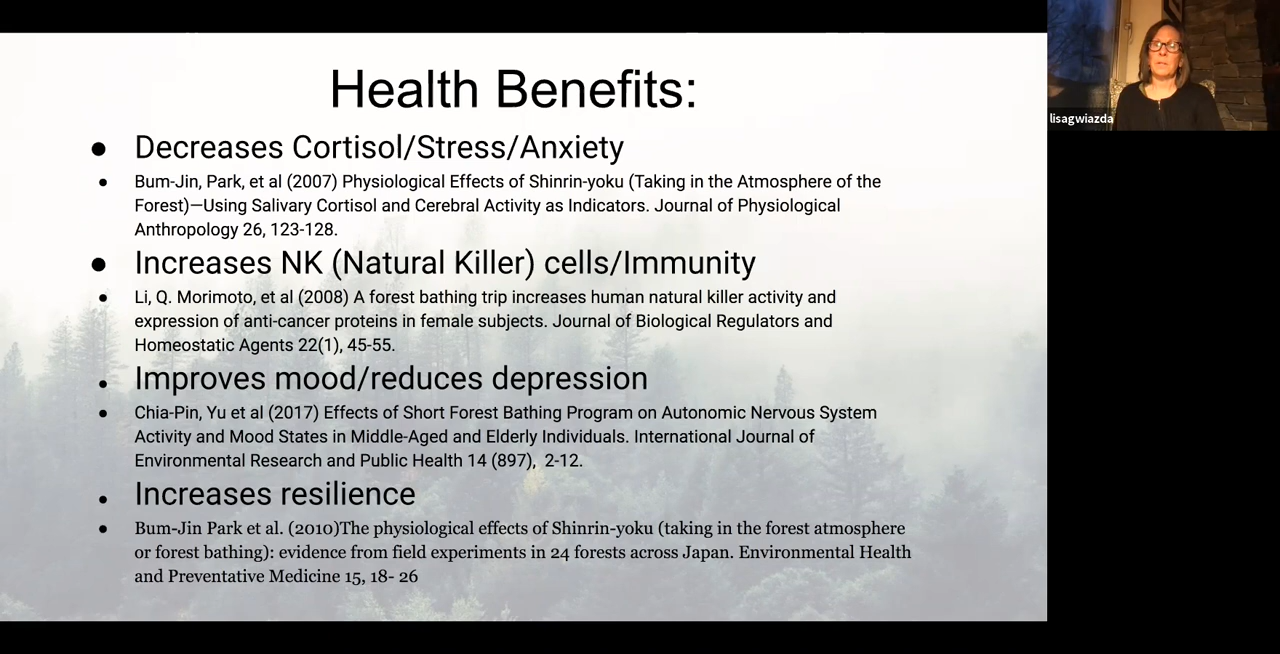 Health Benefits:
● Decreases Cortisol/Stress/Anxiety
● Bum-Jin, Park, et al (2007) Physiological Effects of Shinrin-yoku (Taking in the Atmosphere of the
Forest)—Using Salivary Cortisol and Cerebral Activity as Indicators. Journal of Physiological
Anthropology 26, 123-128.
● Increases NK (Natural Killer) cells/Immunity
● Li, Q. Morimoto, et al (2008) A forest bathing trip increases human natural killer activity and
expression of anti-cancer proteins in female subjects. Journal of Biological Regulators and
Homeostatic Agents 22(1), 45-55.
● Improves mood/reduces depression
● Chia-Pin, Yu et al (2017) Effects of Short Forest Bathing Program on Autonomic Nervous System
Activity and Mood States in Middle-Aged and Elderly Individuals. International Journal of
Environmental Research and Public Health 14 (897), 2-12.
● Increases resilience
● Bum-Jin Park et al. (2010)The physiological effects of Shinrin-yoku (taking in the forest atmosphere
or forest bathing): evidence from field experiments in 24 forests across Japan. Environmental Health
and Preventative Medicine 15, 18- 26
lisagwiazda